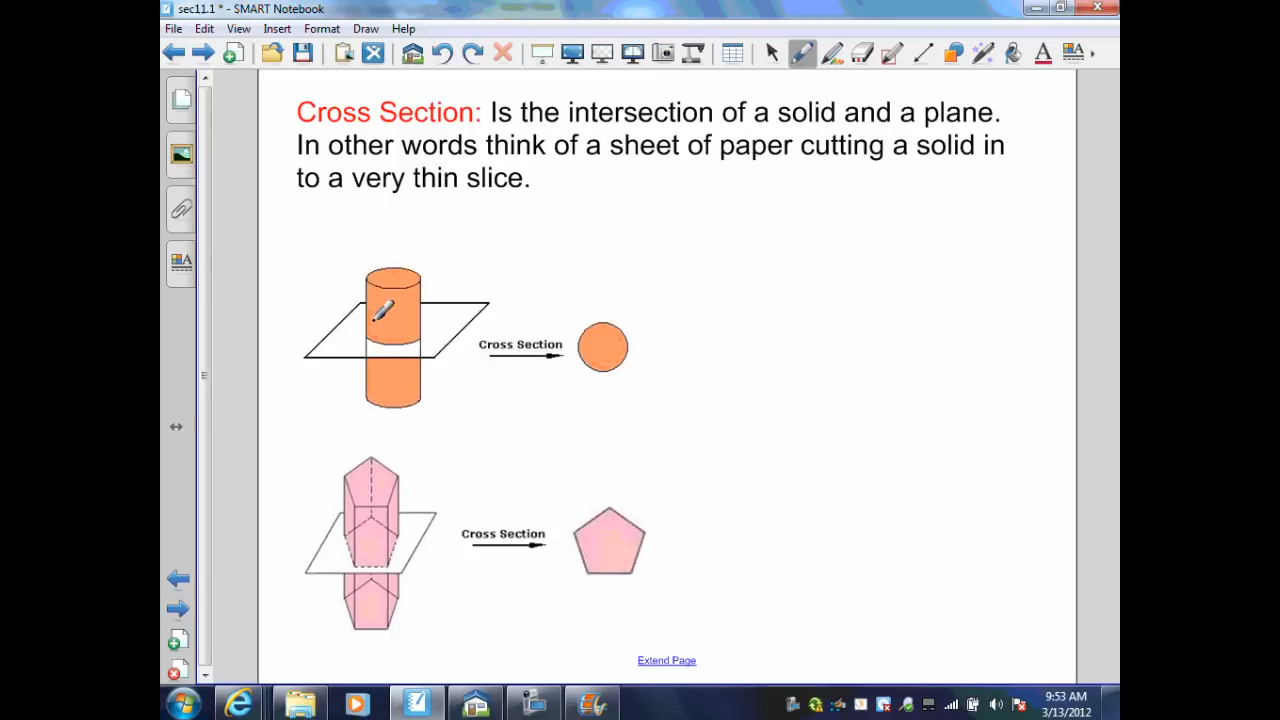 sec11.1 * - SMART Notebook
File Edit View Insert Format Draw Help
Cross Section: Is the intersection of a solid and a plane.
In other words think of a sheet of paper cutting a solid in
to a very thin slice.
Cross Section
Cross Section
Extend Page
9:53 AM
3/13/2012